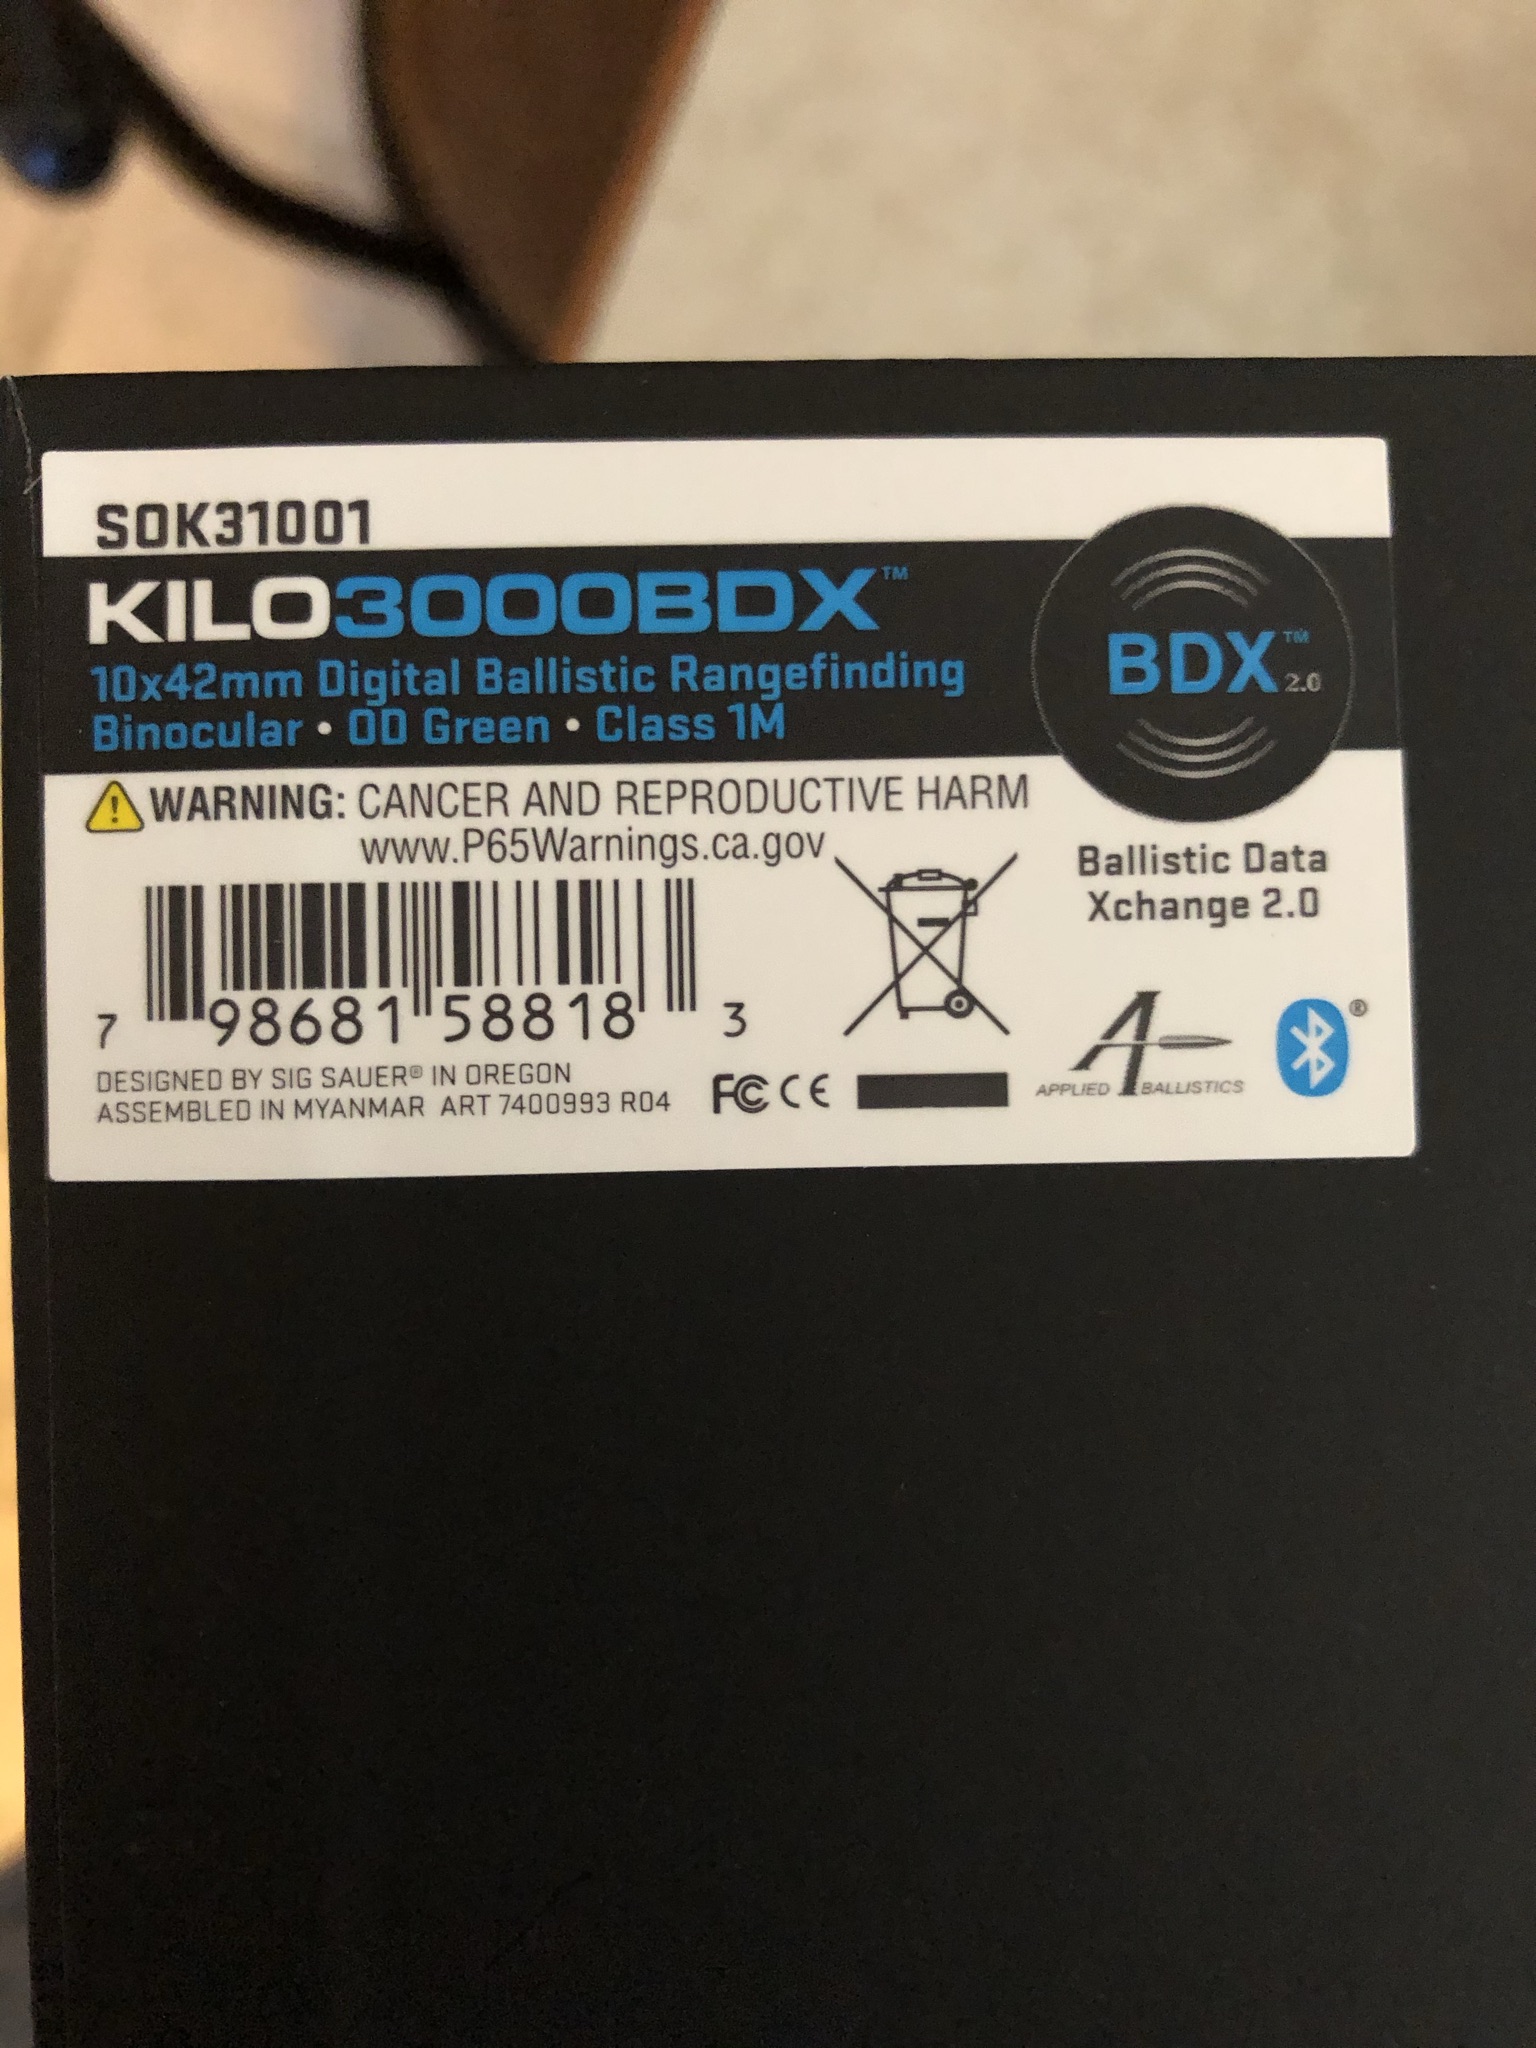 SOK31001
KILO3000BDX™
10x42mm Digital Ballistic Rangefinding
Binocular • OD Green • Class 1M
BDX™ 2.0
WARNING: CANCER AND REPRODUCTIVE HARM
www.P65Warnings.ca.gov
Ballistic Data
Xchange 2.0
7 98681 58818 3
DESIGNED BY SIG SAUER® IN OREGON
ASSEMBLED IN MYANMAR ART 7400993 R04
FC CE
APPLIED BALLISTICS
®